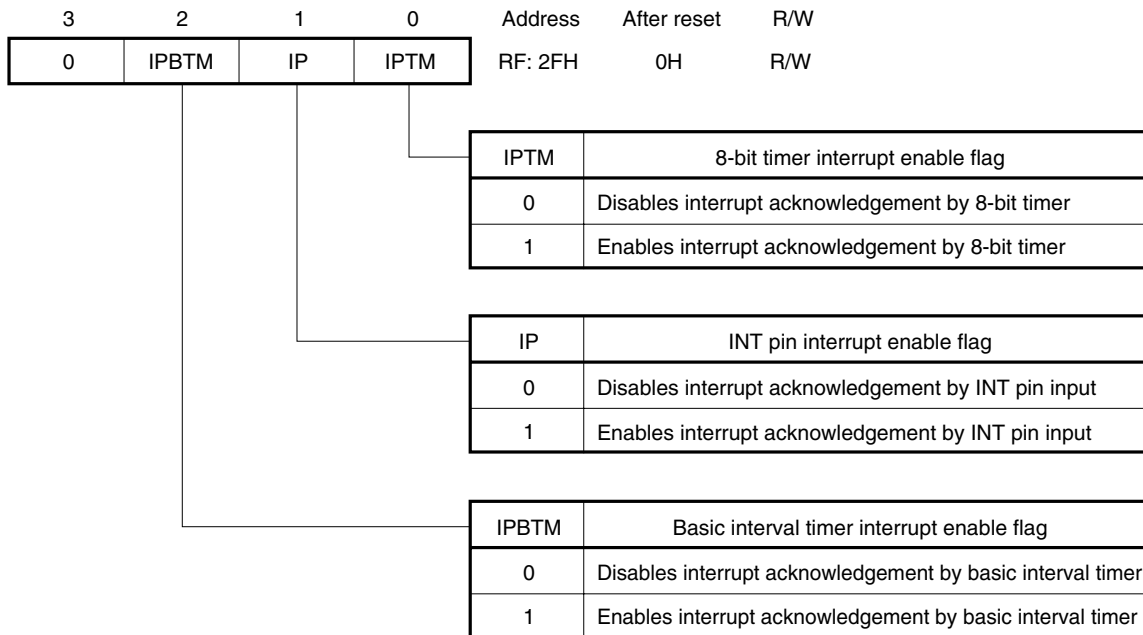 3 2 1 0 Address After reset R/W
0 IPBTM IP IPTM RF: 2FH 0H R/W
IPTM 8-bit timer interrupt enable flag
0 Disables interrupt acknowledgement by 8-bit timer
1 Enables interrupt acknowledgement by 8-bit timer
IP INT pin interrupt enable flag
0 Disables interrupt acknowledgement by INT pin input
1 Enables interrupt acknowledgement by INT pin input
IPBTM Basic interval timer interrupt enable flag
0 Disables interrupt acknowledgement by basic interval timer
1 Enables interrupt acknowledgement by basic interval timer